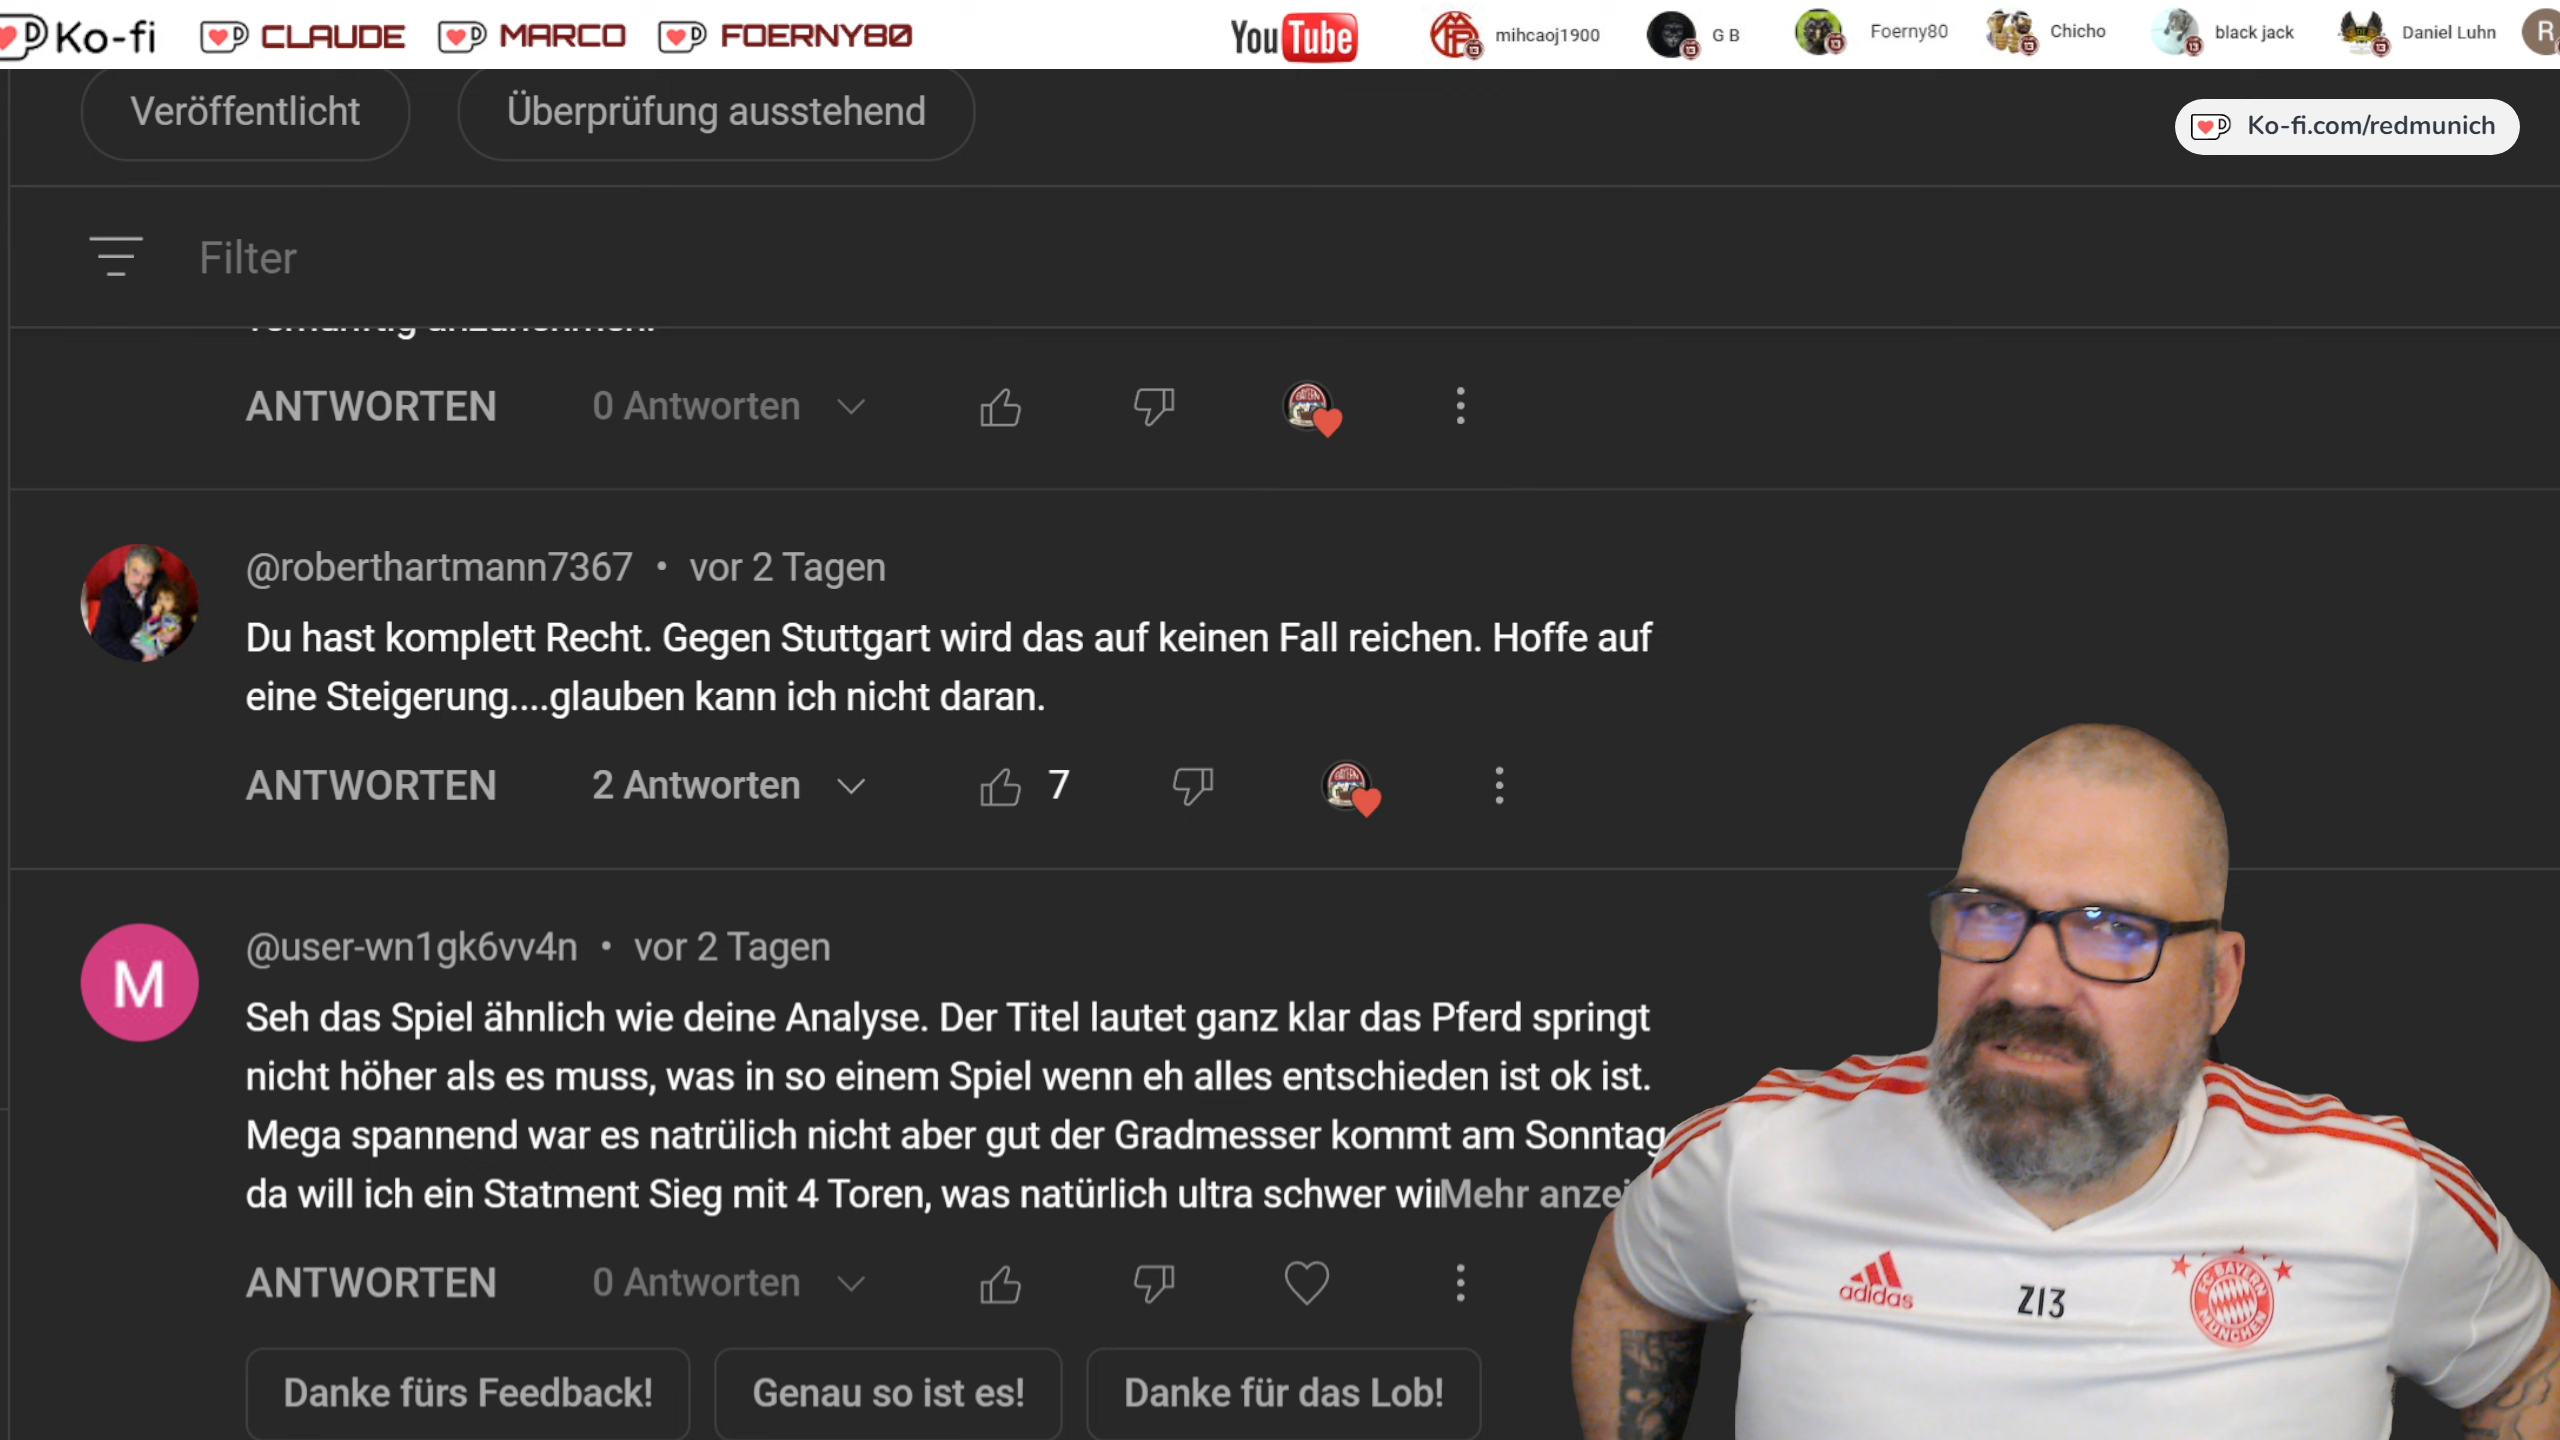 Ko-fi CLAUDE MARCO FOERNY80 YouTube mihcaoj1900 G B Foerny80 Chicho black jack Daniel Luhn R
Veröffentlicht Überprüfung ausstehend
Ko-fi.com/redmunich
Filter
ANTWORTEN 0 Antworten
@roberthartmann7367 • vor 2 Tagen
Du hast komplett Recht. Gegen Stuttgart wird das auf keinen Fall reichen. Hoffe auf
eine Steigerung....glauben kann ich nicht daran.
ANTWORTEN 2 Antworten 7
M
@user-wn1gk6vv4n • vor 2 Tagen
Seh das Spiel ähnlich wie deine Analyse. Der Titel lautet ganz klar das Pferd springt
nicht höher als es muss, was in so einem Spiel wenn eh alles entschieden ist ok ist.
Mega spannend war es natrülich nicht aber gut der Gradmesser kommt am Sonntag
da will ich ein Statment Sieg mit 4 Toren, was natürlich ultra schwer wir Mehr anzei
ANTWORTEN 0 Antworten
Danke fürs Feedback! Genau so ist es! Danke für das Lob!
adidas Z13 FC BAYERN MÜNCHEN